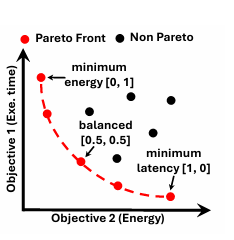 Pareto Front
Non Pareto
minimum
energy [0, 1]
balanced
[0.5, 0.5]
minimum
latency [1, 0]
Objective 1 (Exe. time)
Objective 2 (Energy)